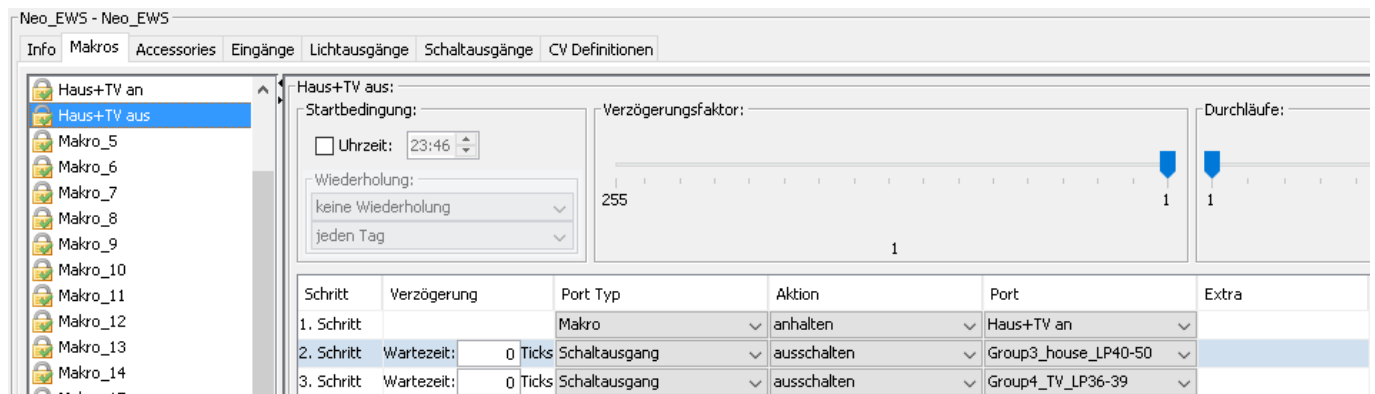 Neo_EWS - Neo_EWS
Info Makros Accessories Eingänge Lichtausgänge Schaltausgänge CV Definitionen
Haus+TV an
Haus+TV aus
Makro_5
Makro_6
Makro_7
Makro_8
Makro_9
Makro_10
Makro_11
Makro_12
Makro_13
Makro_14
Haus+TV aus:
Startbedingung:
Uhrzeit: 23:46
Wiederholung:
keine Wiederholung
jeden Tag
Verzögerungsfaktor:
255 1
1
Durchläufe:
1
Schritt Verzögerung Port Typ Aktion Port Extra
1. Schritt Makro anhalten Haus+TV an
2. Schritt Wartezeit: 0 Ticks Schaltausgang ausschalten Group3_house_LP40-50
3. Schritt Wartezeit: 0 Ticks Schaltausgang ausschalten Group4_TV_LP36-39